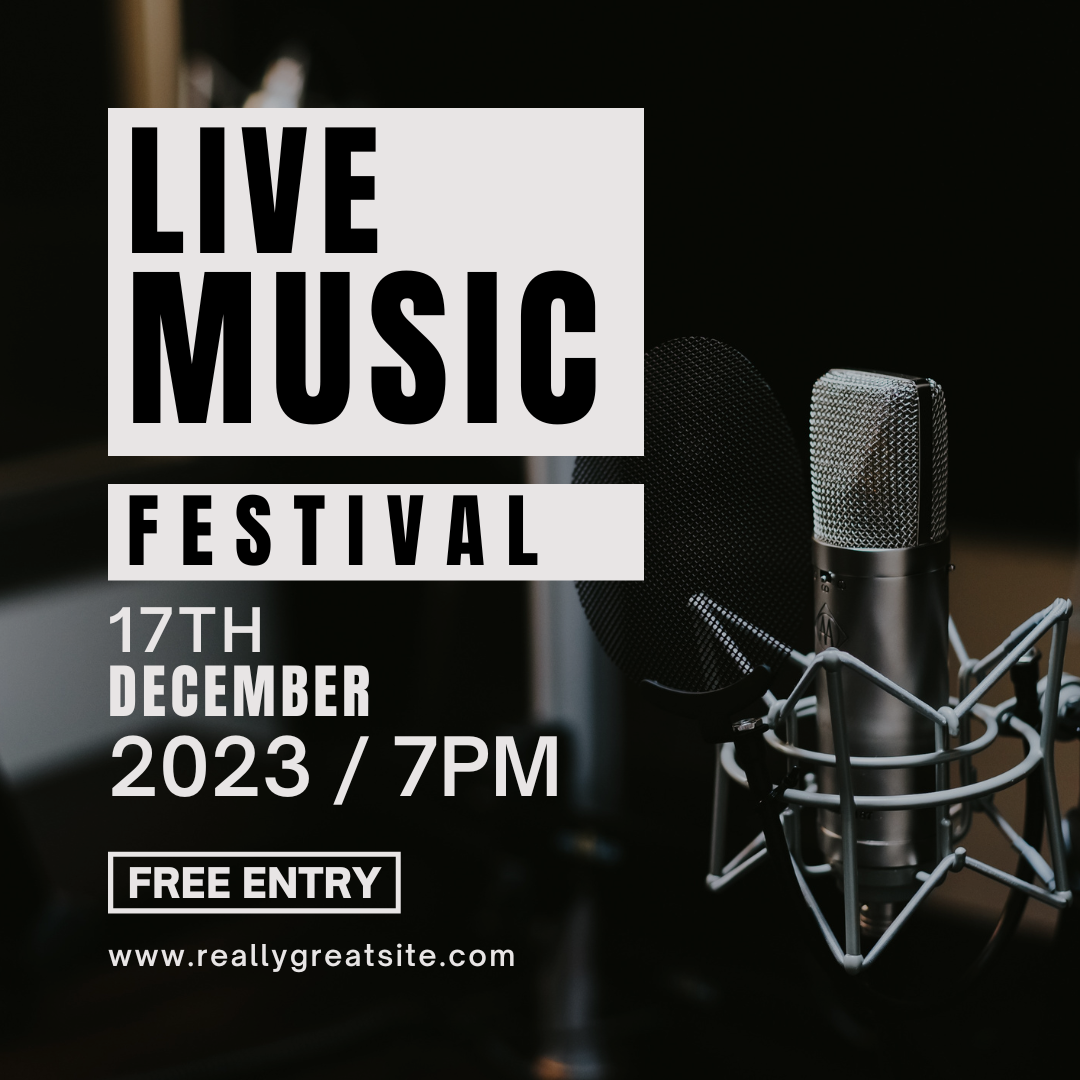 LIVE
MUSIC
FESTIVAL
17TH
DECEMBER
2023 / 7PM
FREE ENTRY
www.reallygreatsite.com